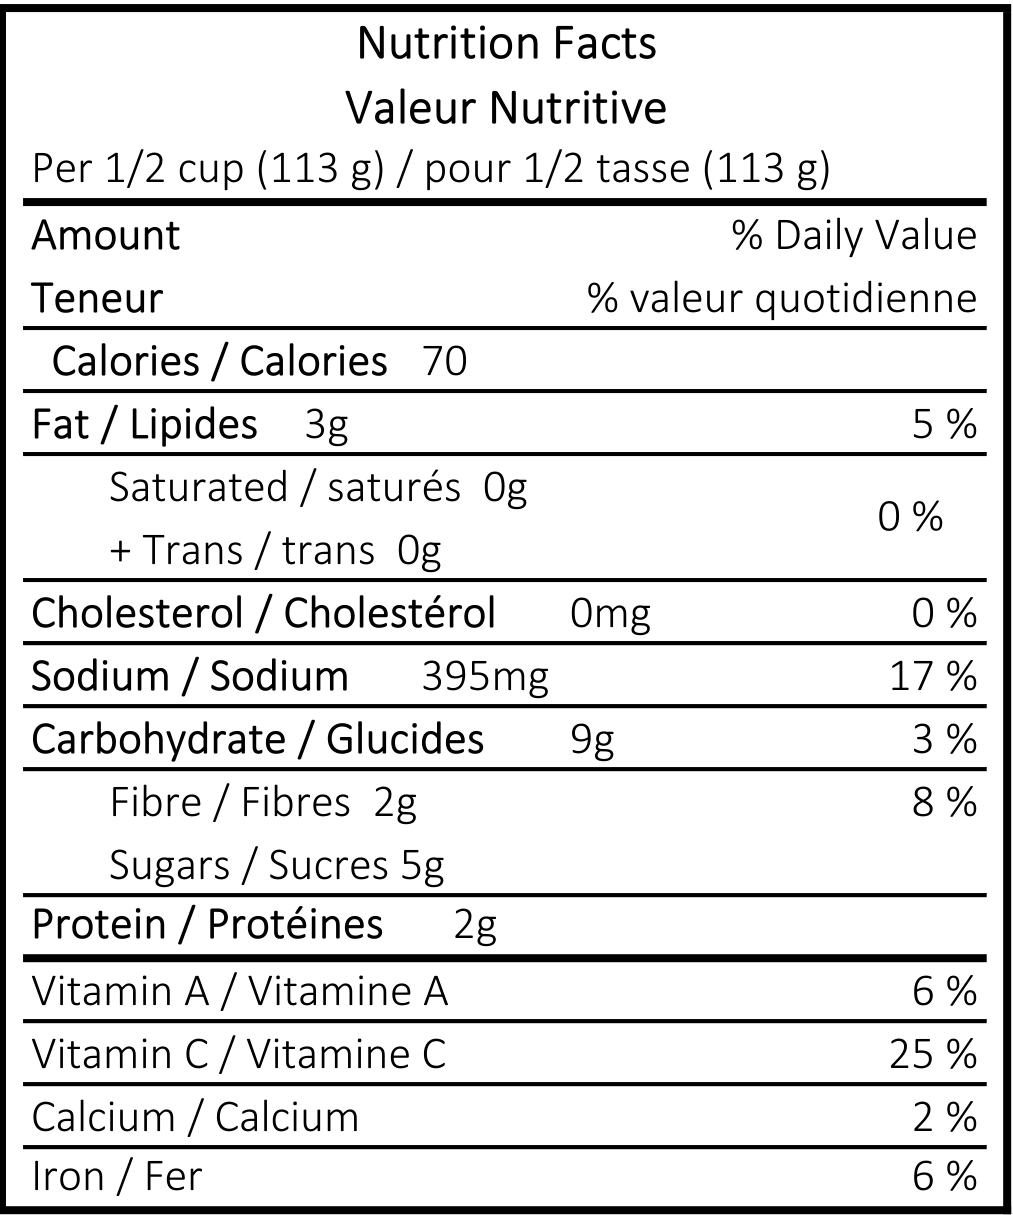 Nutrition Facts
Valeur Nutritive
Per 1/2 cup (113 g) / pour 1/2 tasse (113 g)
Amount % Daily Value
Teneur % valeur quotidienne
Calories / Calories 70
Fat / Lipides 3g 5 %
Saturated / saturés 0g
0 %
+ Trans / trans 0g
Cholesterol / Cholestérol 0mg 0 %
Sodium / Sodium 395mg 17 %
Carbohydrate / Glucides 9g 3 %
Fibre / Fibres 2g 8 %
Sugars / Sucres 5g
Protein / Protéines 2g
Vitamin A / Vitamine A 6 %
Vitamin C / Vitamine C 25 %
Calcium / Calcium 2 %
Iron / Fer 6 %